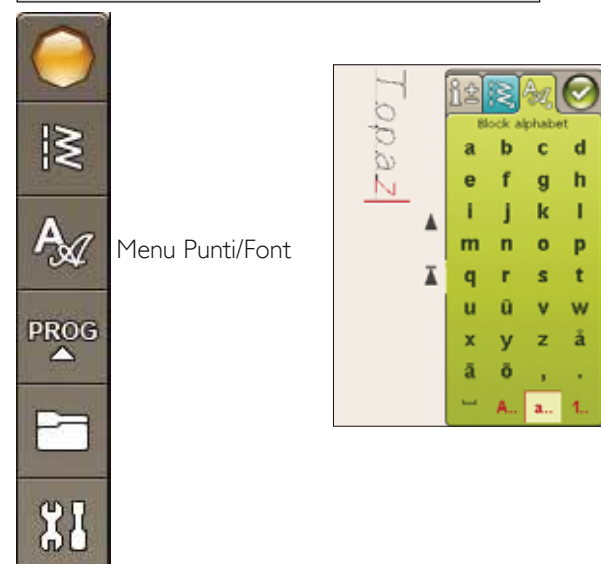 A
PROG
Menu Punti/Font
Topaz
i±
A
Block alphabet
a b c d
e f g h
i j k l
m n o p
q r s t
u ü v w
x y z å
ä ö , .
A.. a.. 1..